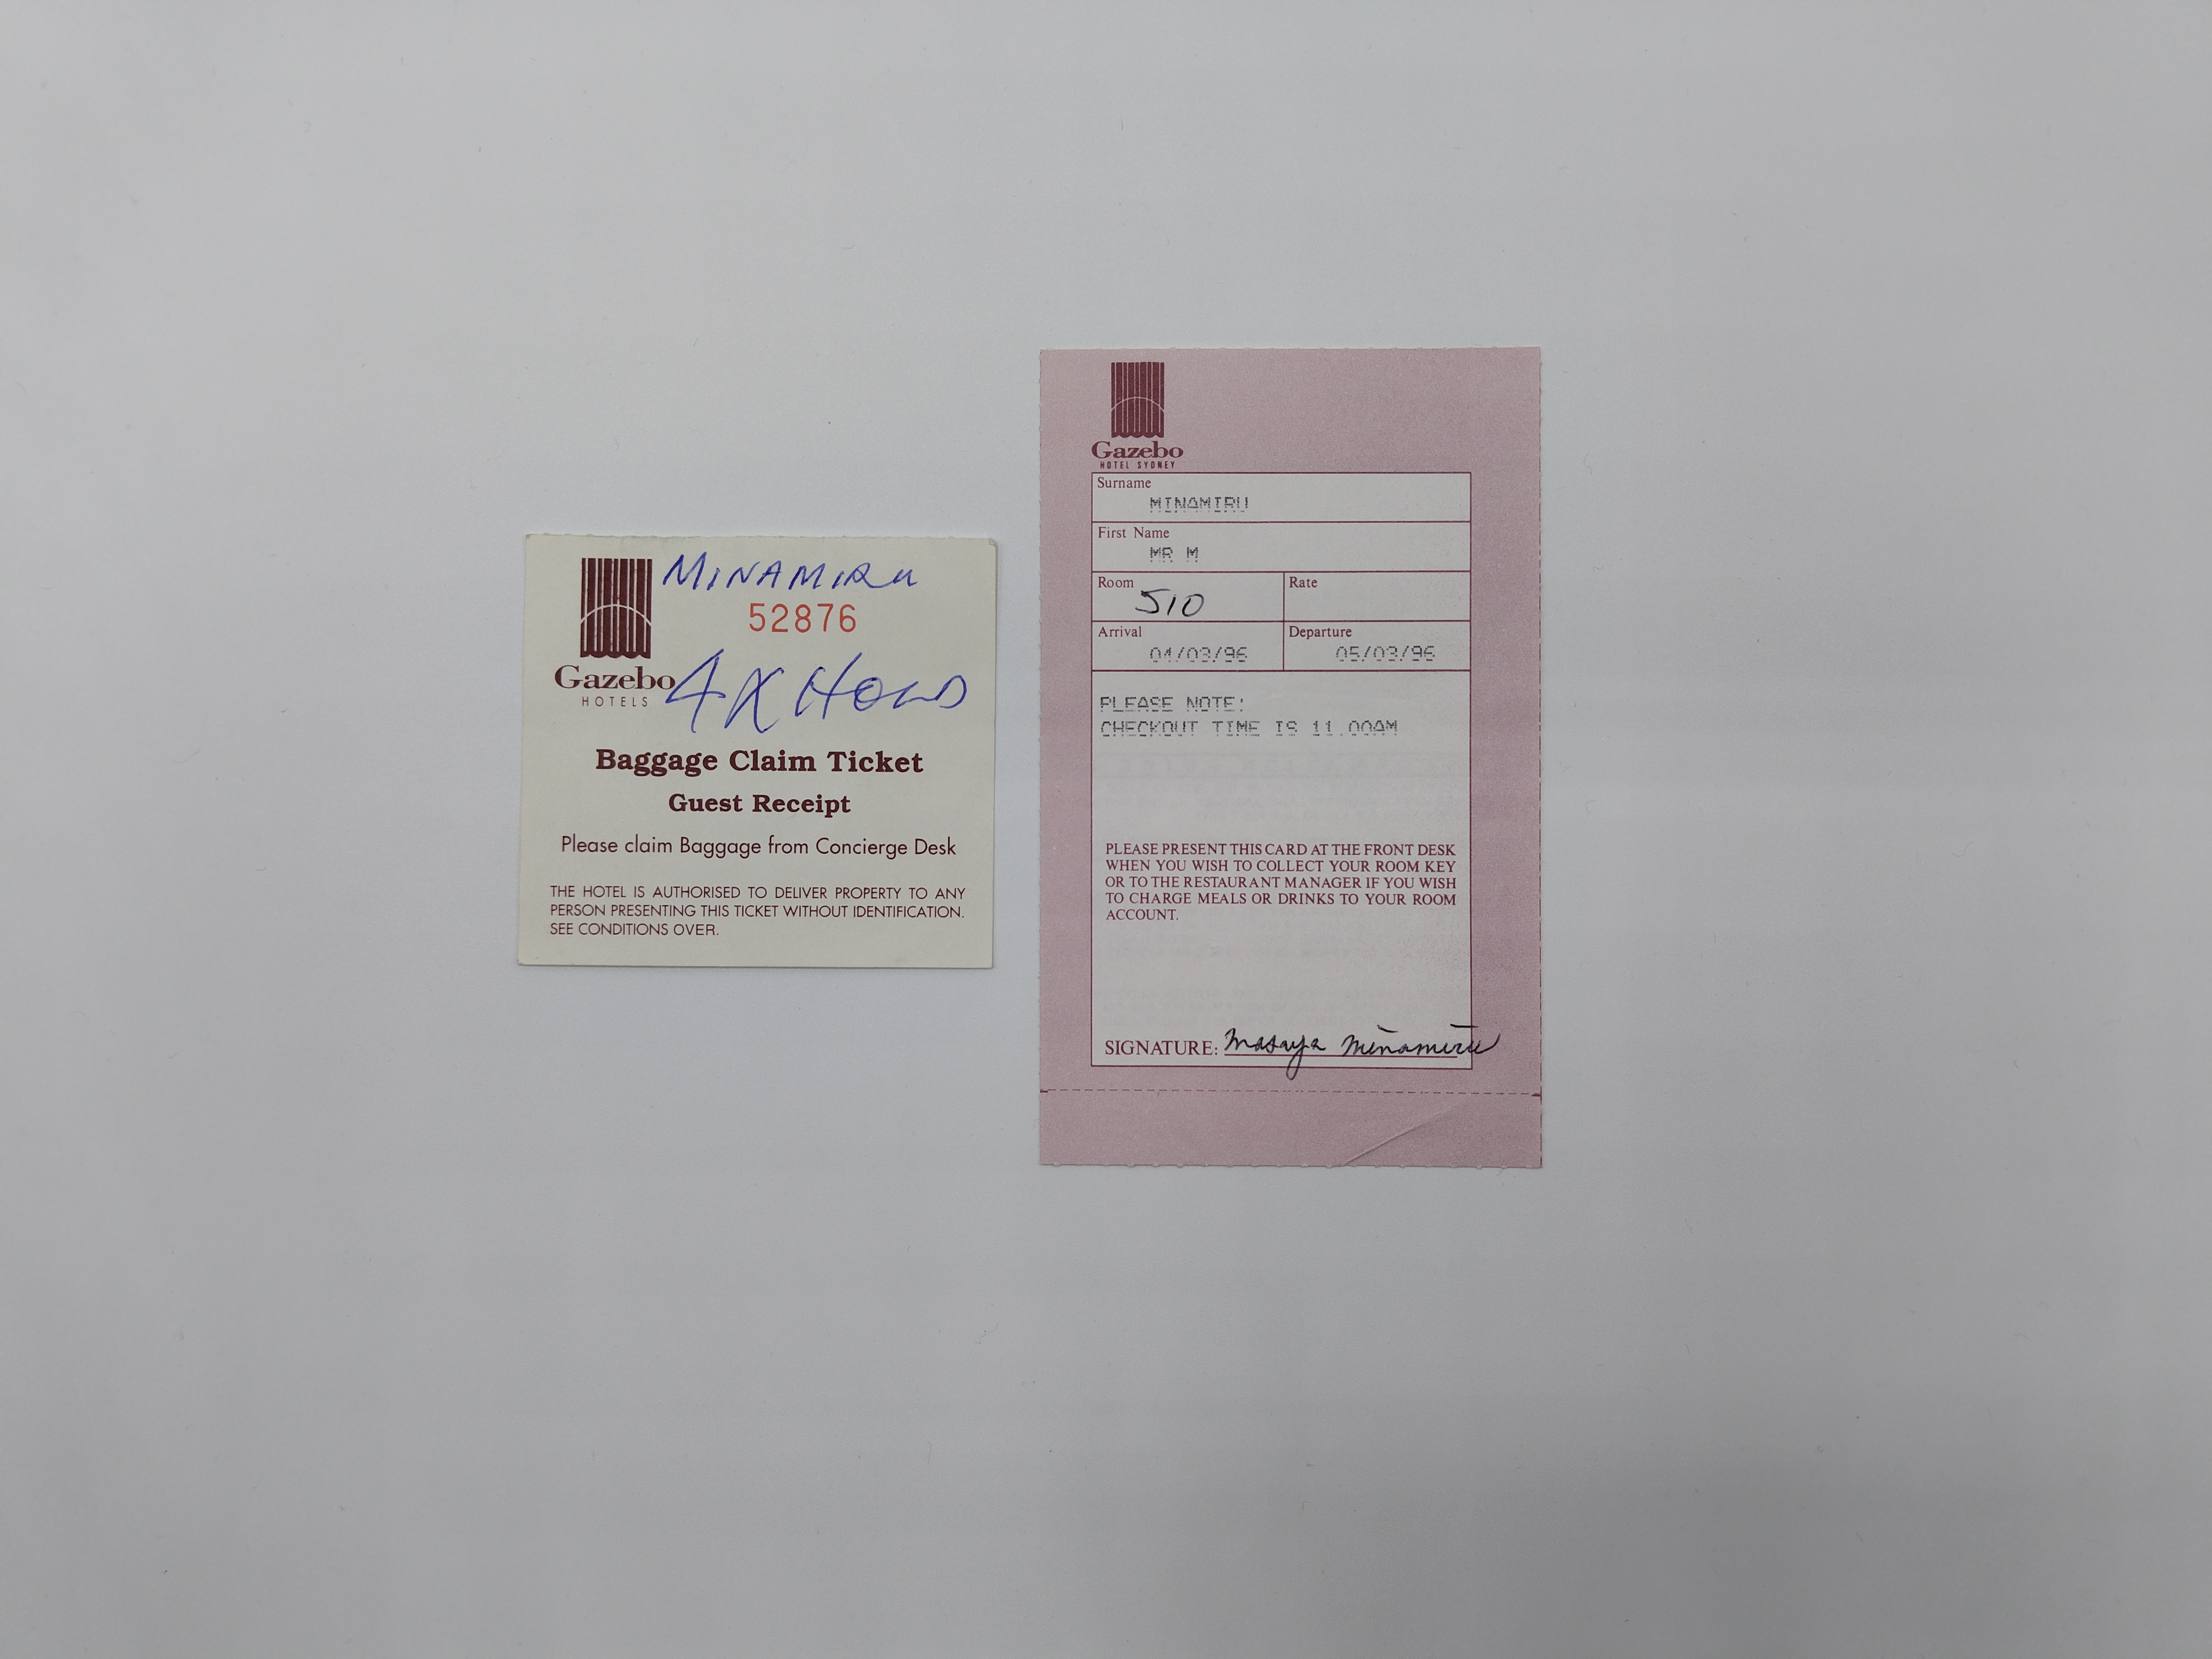 MINAMIRU
52876
Gazebo
HOTELS
4 X HOLD
Baggage Claim Ticket
Guest Receipt
Please claim Baggage from Concierge Desk
THE HOTEL IS AUTHORISED TO DELIVER PROPERTY TO ANY
PERSON PRESENTING THIS TICKET WITHOUT IDENTIFICATION.
SEE CONDITIONS OVER.
Gazebo
HOTEL SYDNEY
Surname
MINAMIRU
First Name
MR M
Room
510
Rate
Arrival
04/03/96
Departure
05/03/96
PLEASE NOTE:
CHECKOUT TIME IS 11.00AM
PLEASE PRESENT THIS CARD AT THE FRONT DESK
WHEN YOU WISH TO COLLECT YOUR ROOM KEY
OR TO THE RESTAURANT MANAGER IF YOU WISH
TO CHARGE MEALS OR DRINKS TO YOUR ROOM
ACCOUNT.
SIGNATURE: Masaya Minamiru